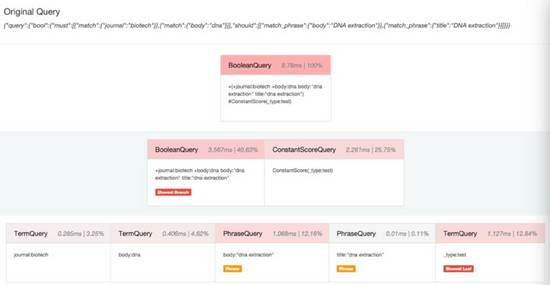 Original Query
{"query":{"bool":{"must":[{"match":{"journal":"biotech"}},{"match":{"body":"dna"}}],"should":[{"match_phrase":{"body":"DNA extraction"}},{"match_phrase":{"title":"DNA extraction"}}]}}}
BooleanQuery 8.78ms | 100%
+(+journal:biotech +body:dna body:"dna
extraction" title:"dna extraction")
#ConstantScore(_type:test)
BooleanQuery 3.567ms | 40.63%
+journal:biotech +body:dna body:"dna
extraction" title:"dna extraction"
Slowest Branch
ConstantScoreQuery 2.261ms | 25.75%
ConstantScore(_type:test)
TermQuery 0.285ms | 3.25%
journal:biotech
TermQuery 0.406ms | 4.62%
body:dna
PhraseQuery 1.068ms | 12.16%
body:"dna extraction"
Phrase
PhraseQuery 0.01ms | 0.11%
title:"dna extraction"
Phrase
TermQuery 1.127ms | 12.84%
_type:test
Slowest Leaf